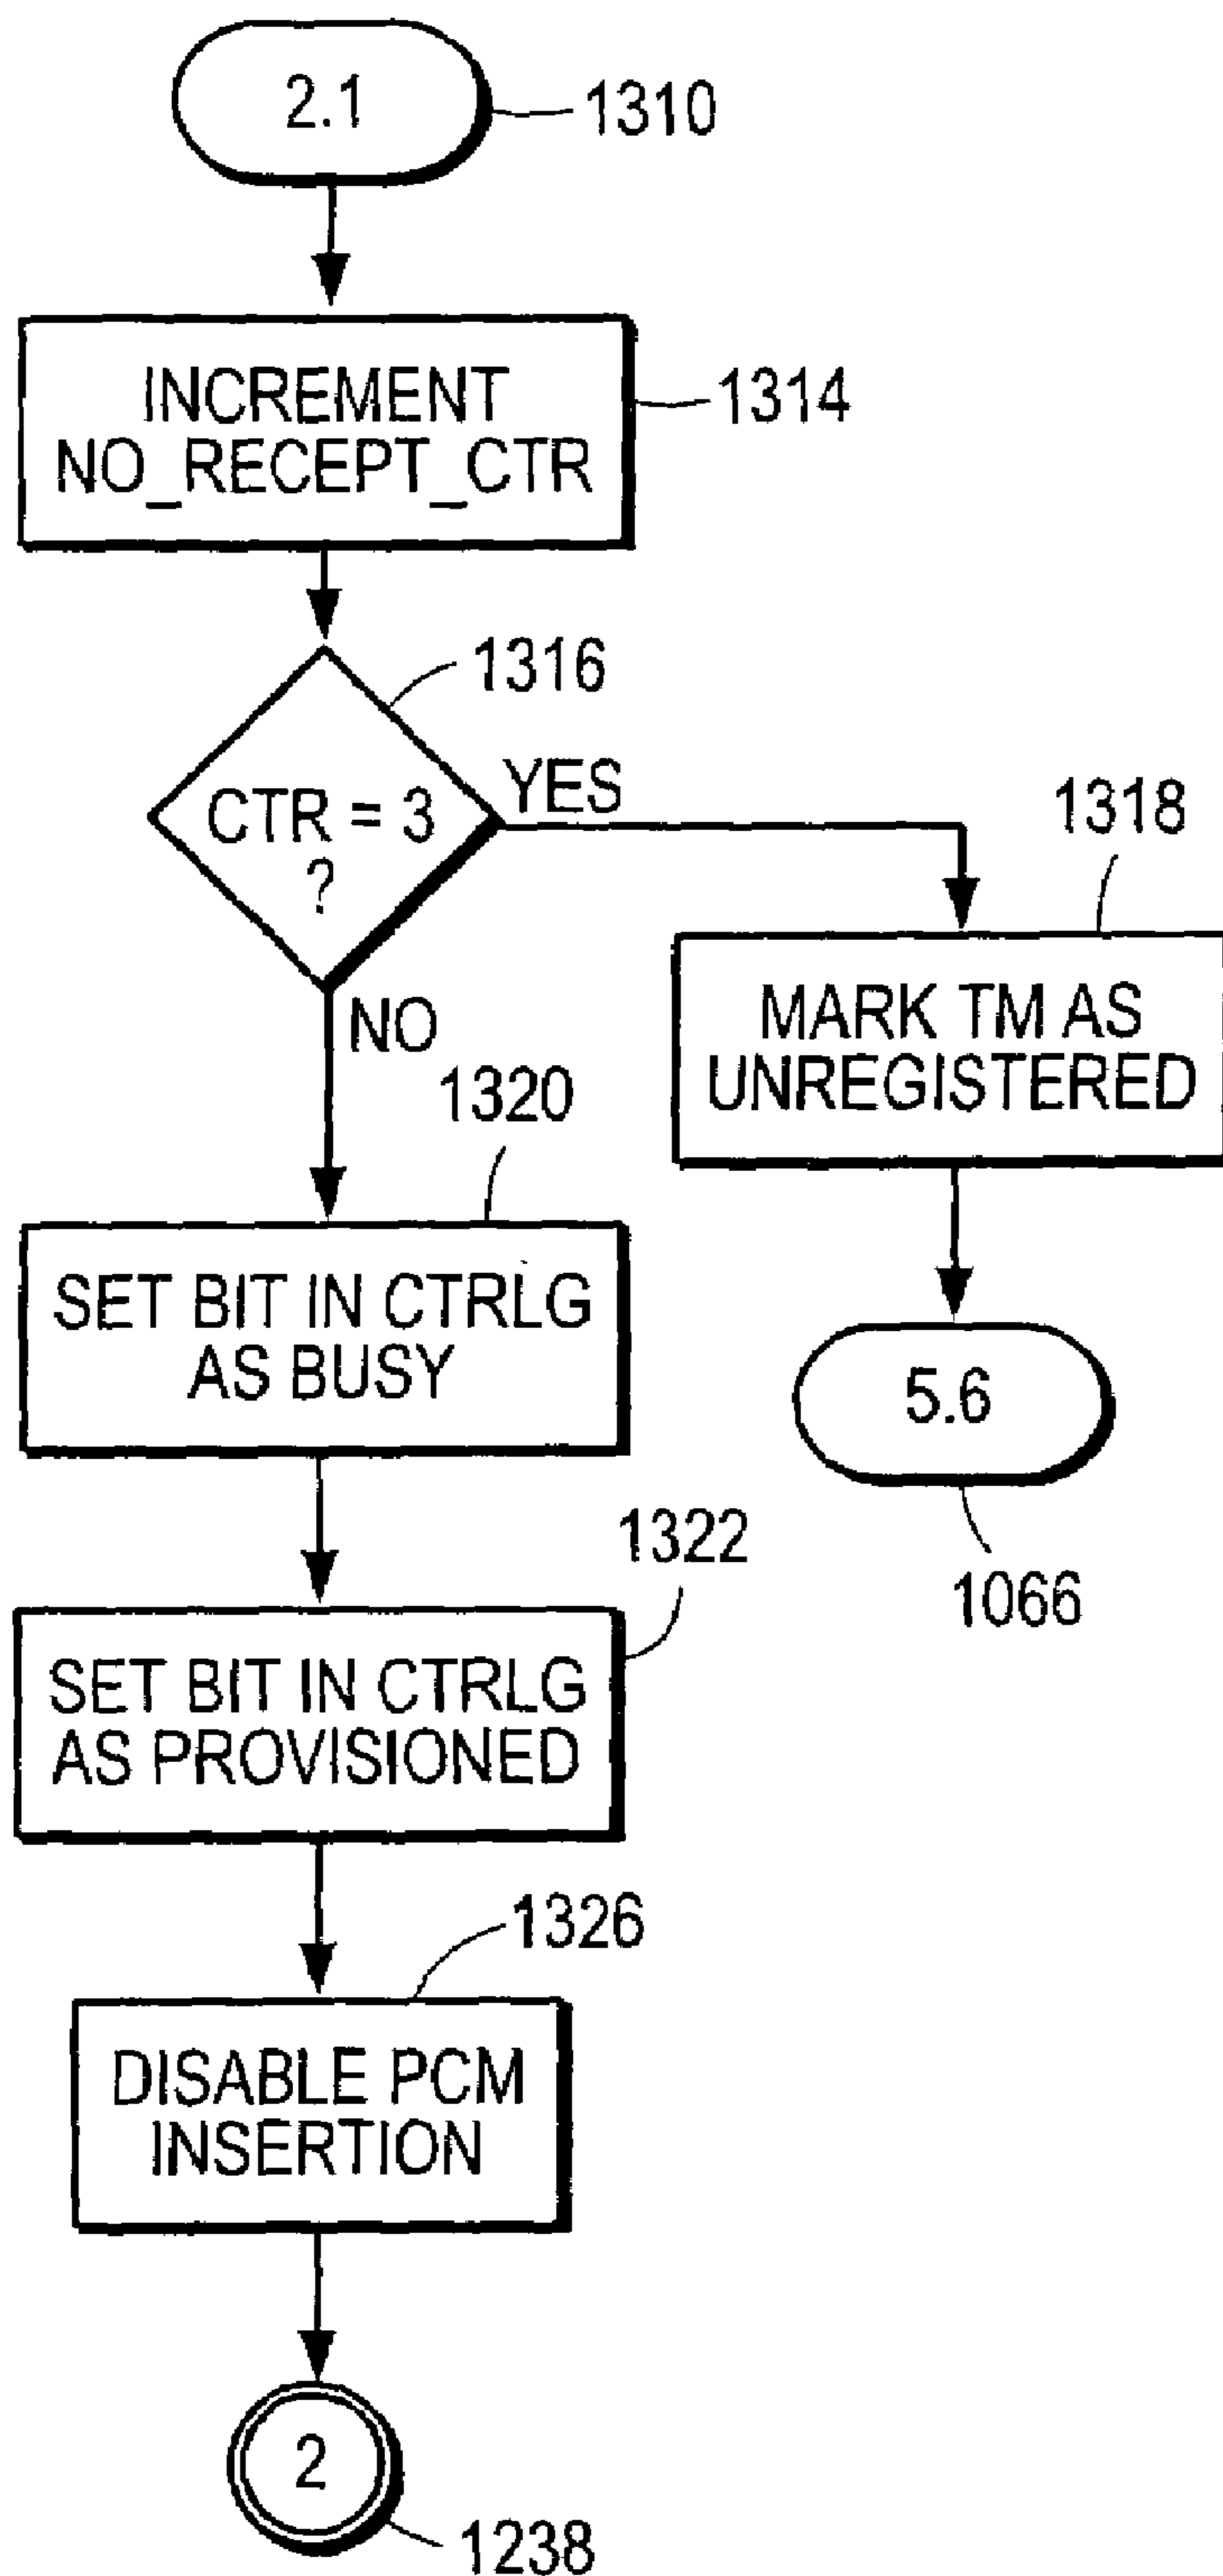 2.1
1310
INCREMENT
NO_RECEPT_CTR
1314
1316
CTR = 3
?
YES
NO
1318
MARK TM AS
UNREGISTERED
1320
SET BIT IN CTRLG
AS BUSY
5.6
1066
1322
SET BIT IN CTRLG
AS PROVISIONED
1326
DISABLE PCM
INSERTION
2
1238